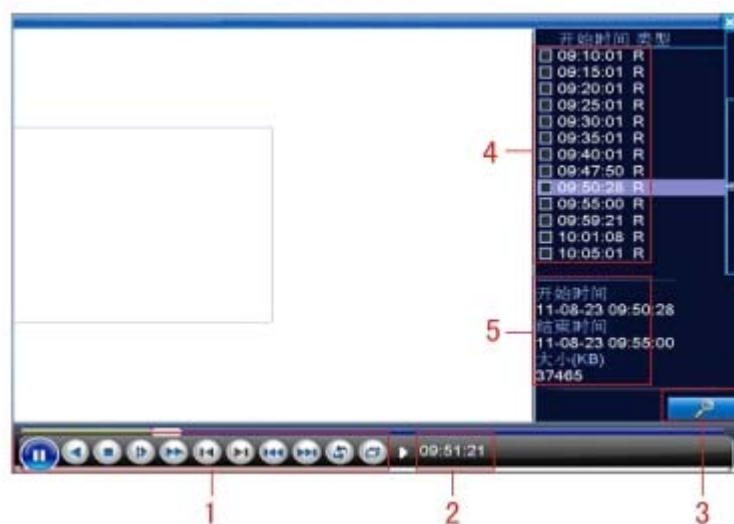 开始时间 类型
09:10:01 R
09:15:01 R
09:20:01 R
09:25:01 R
09:30:01 R
09:35:01 R
09:40:01 R
09:47:50 R
09:50:28 R
09:55:00 R
09:59:21 R
10:01:08 R
10:05:01 R
4
开始时间
11-08-23 09:50:28
结束时间
11-08-23 09:55:00
大小(KB)
37465
5
09:51:21
1
2
3